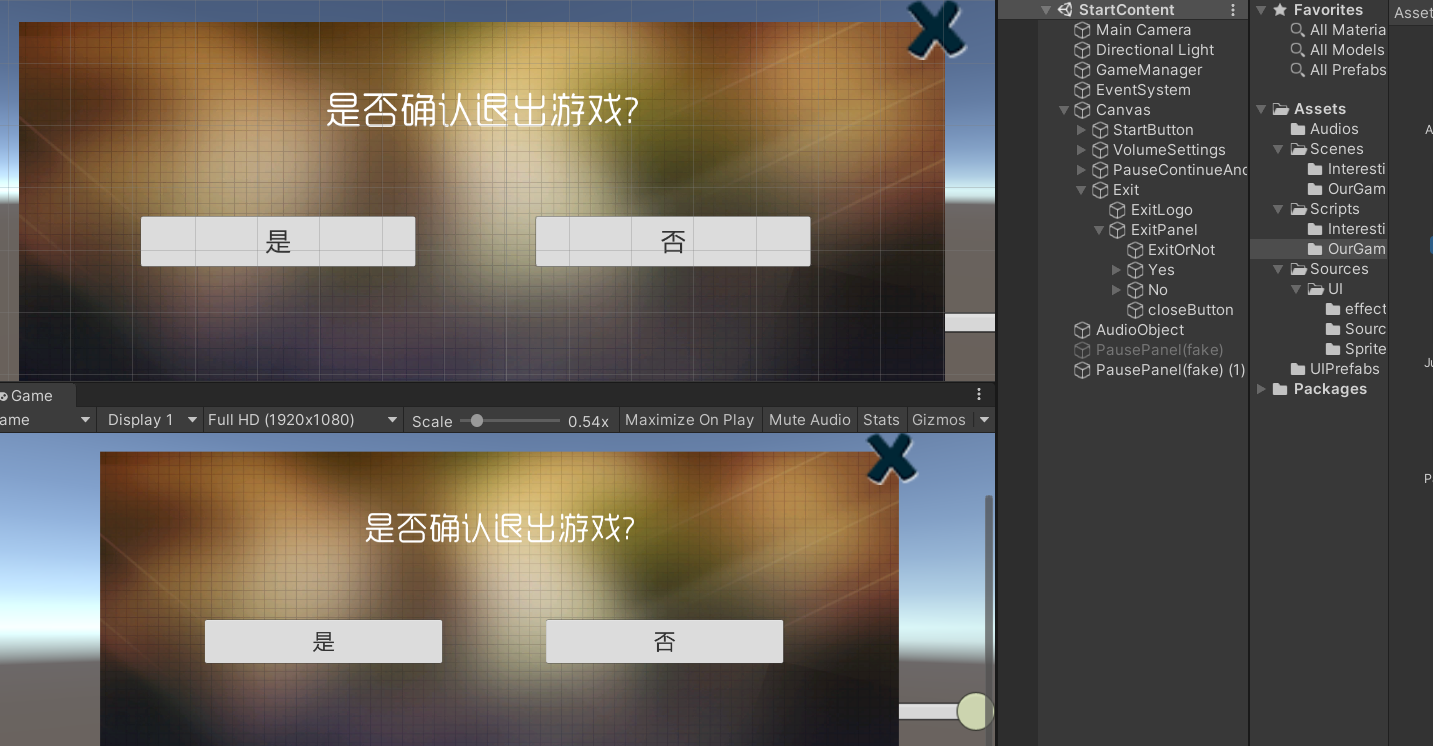 是否确认退出游戏?
是
否
Game
ame
Display 1
Full HD (1920x1080)
Scale
0.54x
Maximize On Play
Mute Audio
Stats
Gizmos
是否确认退出游戏?
是
否
StartContent
Main Camera
Directional Light
GameManager
EventSystem
Canvas
StartButton
VolumeSettings
PauseContinueAnd
Exit
ExitLogo
ExitPanel
ExitOrNot
Yes
No
closeButton
AudioObject
PausePanel(fake)
PausePanel(fake) (1)
Favorites
All Materia
All Models
All Prefabs
Assets
Audios
Scenes
Interesti
OurGam
Scripts
Interesti
OurGam
Sources
UI
effect
Sourc
Sprite
UIPrefabs
Packages
Asset
A
Ju
P